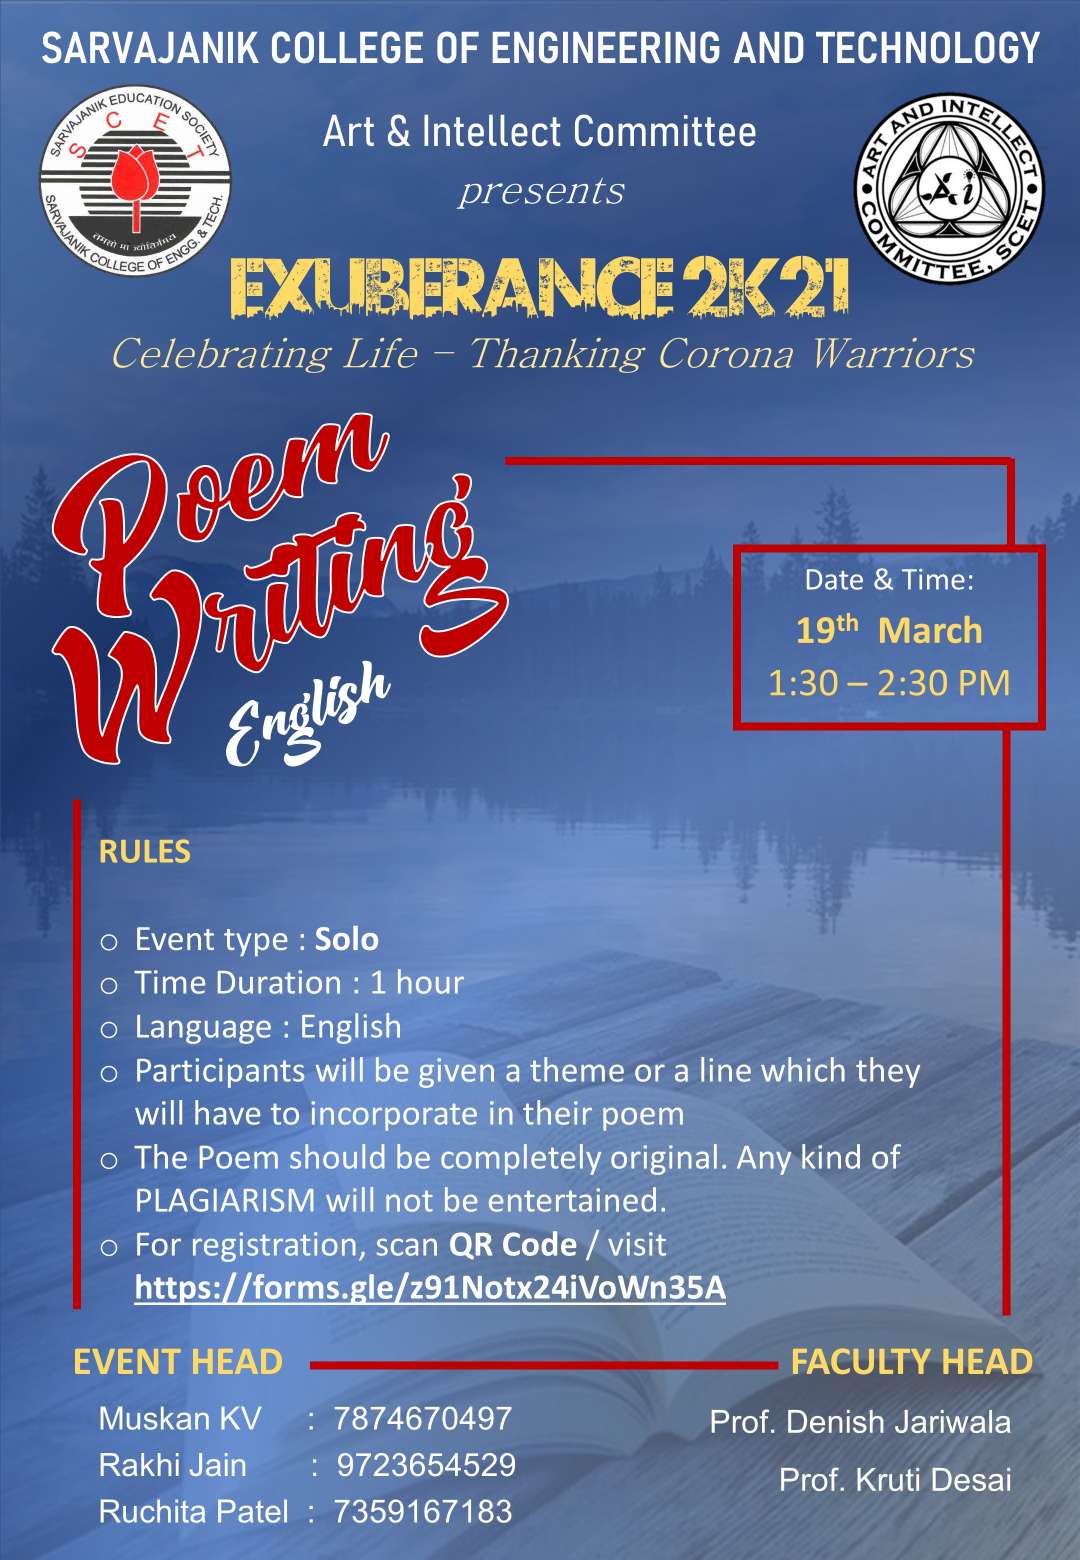 SARVAJANIK COLLEGE OF ENGINEERING AND TECHNOLOGY
SARVAJANIK EDUCATION SOCIETY
S C E T
तमसो मा ज्योतिर्गमय
SARVAJANIK COLLEGE OF ENGG. & TECH.
Art & Intellect Committee
presents
ART AND INTELLECT
Ai
COMMITTEE, SCET
EXUBERANCE 2K21
Celebrating Life – Thanking Corona Warriors
Poem
Writing
English
Date & Time:
19th March
1:30 – 2:30 PM
RULES
o Event type : Solo
o Time Duration : 1 hour
o Language : English
o Participants will be given a theme or a line which they
will have to incorporate in their poem
o The Poem should be completely original. Any kind of
PLAGIARISM will not be entertained.
o For registration, scan QR Code / visit
https://forms.gle/z91Notx24iVoWn35A
EVENT HEAD
Muskan KV : 7874670497
Rakhi Jain : 9723654529
Ruchita Patel : 7359167183
FACULTY HEAD
Prof. Denish Jariwala
Prof. Kruti Desai